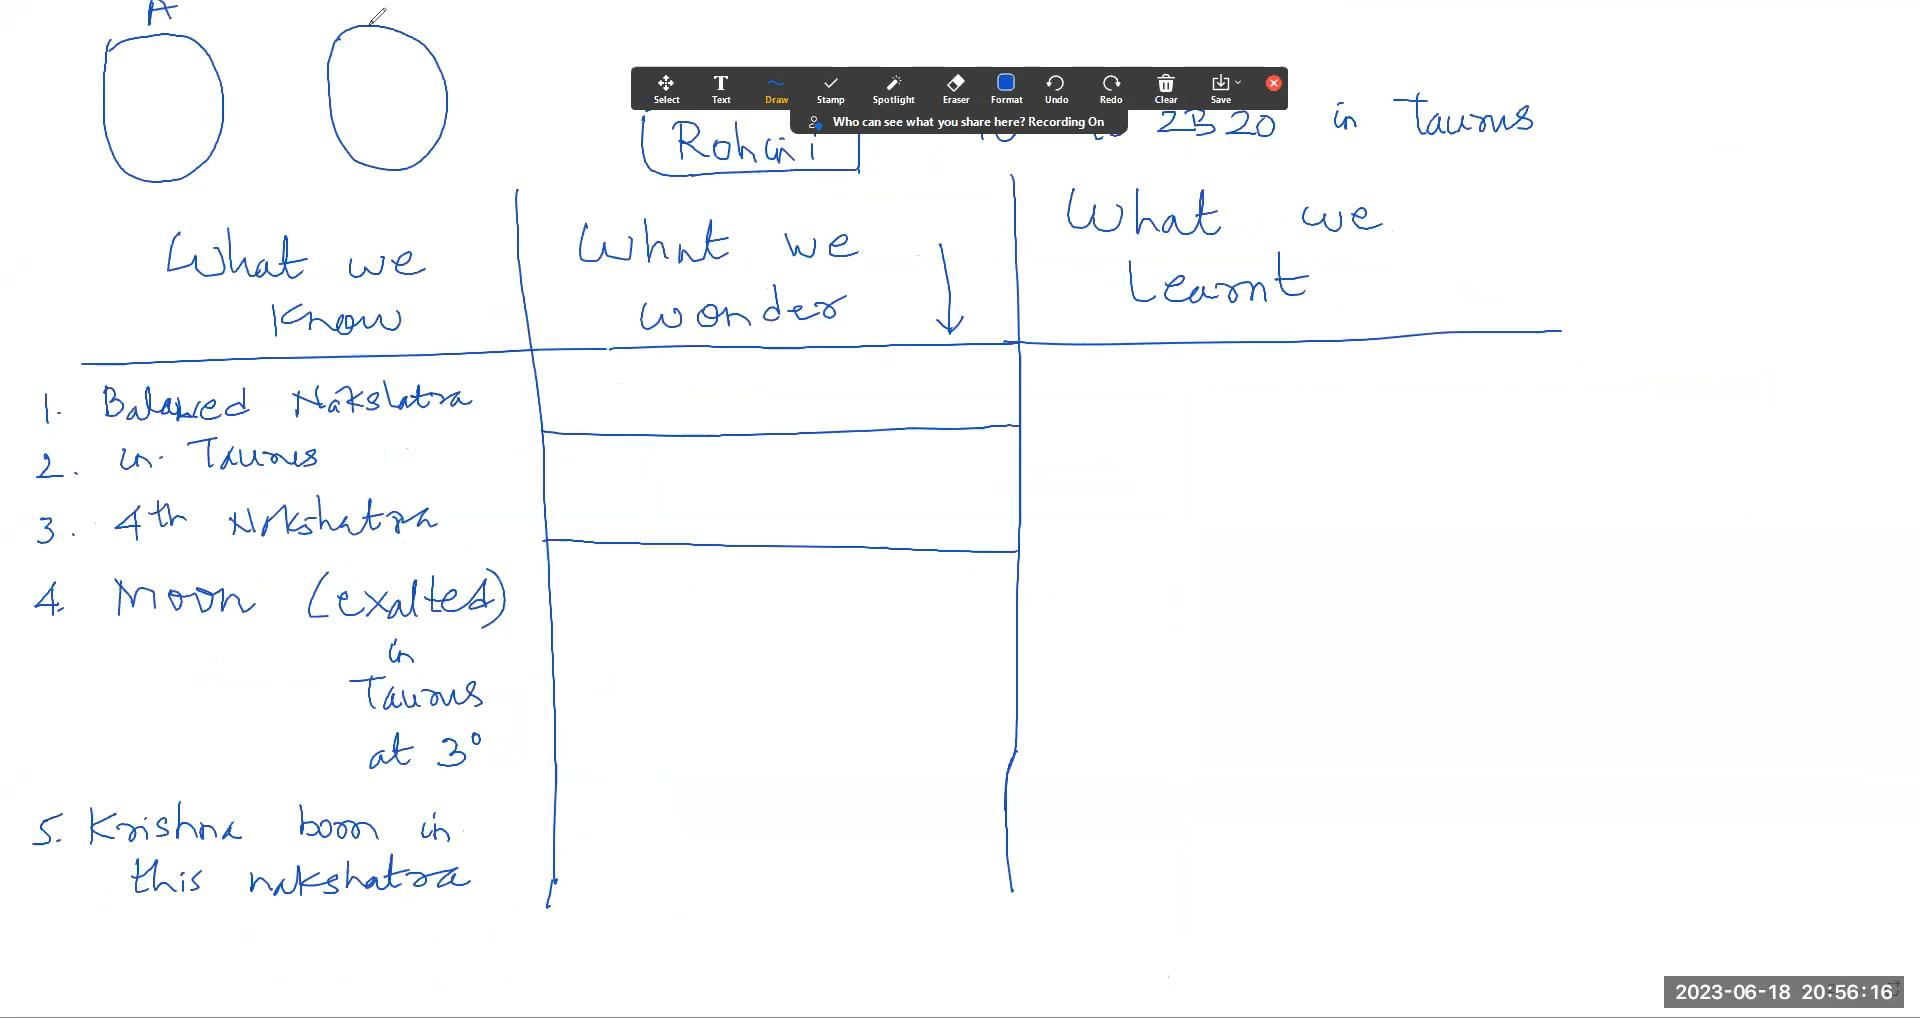 A
Select Text Draw Stamp Spotlight Eraser Format Undo Redo Clear Save
Who can see what you share here? Recording On
Rohini
2320 in Taurus
What we
Know
What we
wonder
What we
Learnt
1. Balanced Nakshatra
2. in Taurus
3. 4th Nakshatra
4. Moon (exalted)
in
Taurus
at 3°
5. Krishna born in
this nakshatra
2023-06-18 20:56:16